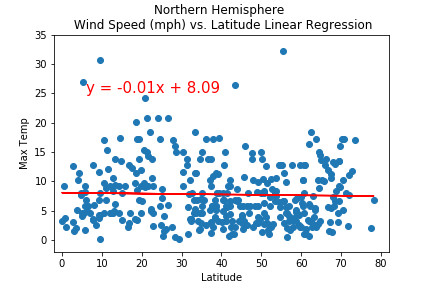 Northern Hemisphere
Wind Speed (mph) vs. Latitude Linear Regression
35
30
25
20
15
10
5
0
Max Temp
y = -0.01x + 8.09
0 10 20 30 40 50 60 70 80
Latitude